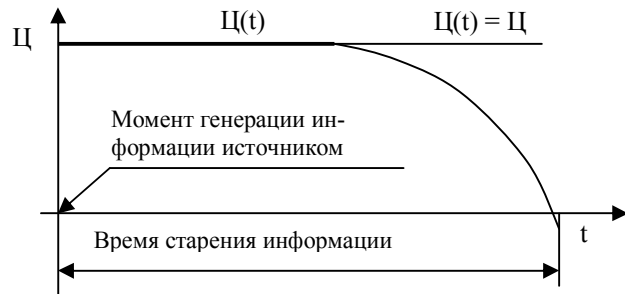 Ц
Ц(t)
Ц(t) = Ц
Момент генерации ин-
формации источником
Время старения информации
t